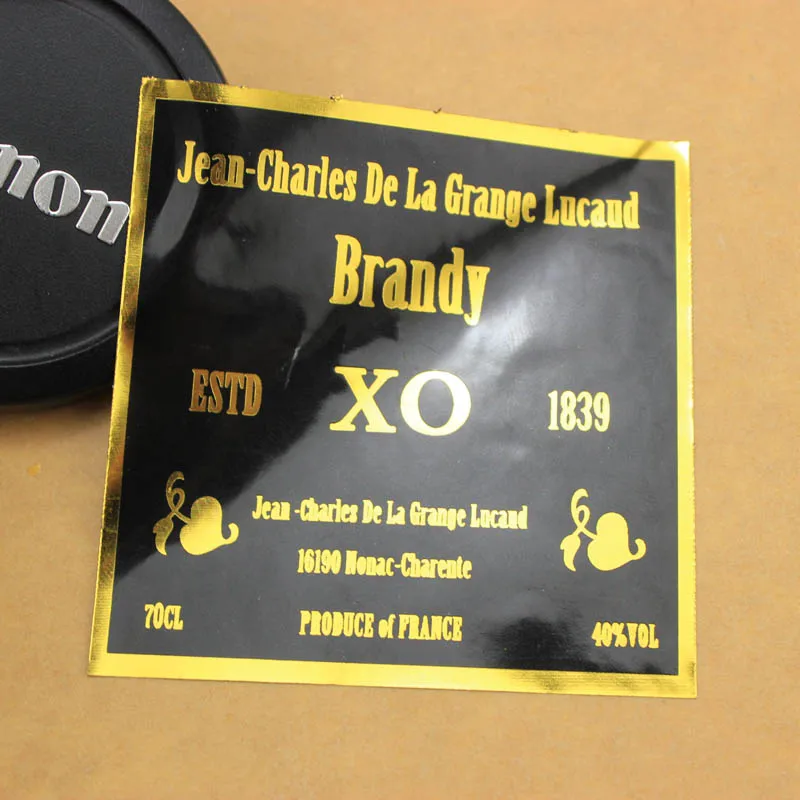 non
Jean-Charles De La Grange Lucaud
Brandy
ESTD XO 1839
Jean -Charles De La Grange Lucaud
16190 Nonac-Charente
70CL PRODUCE of FRANCE 40%VOL